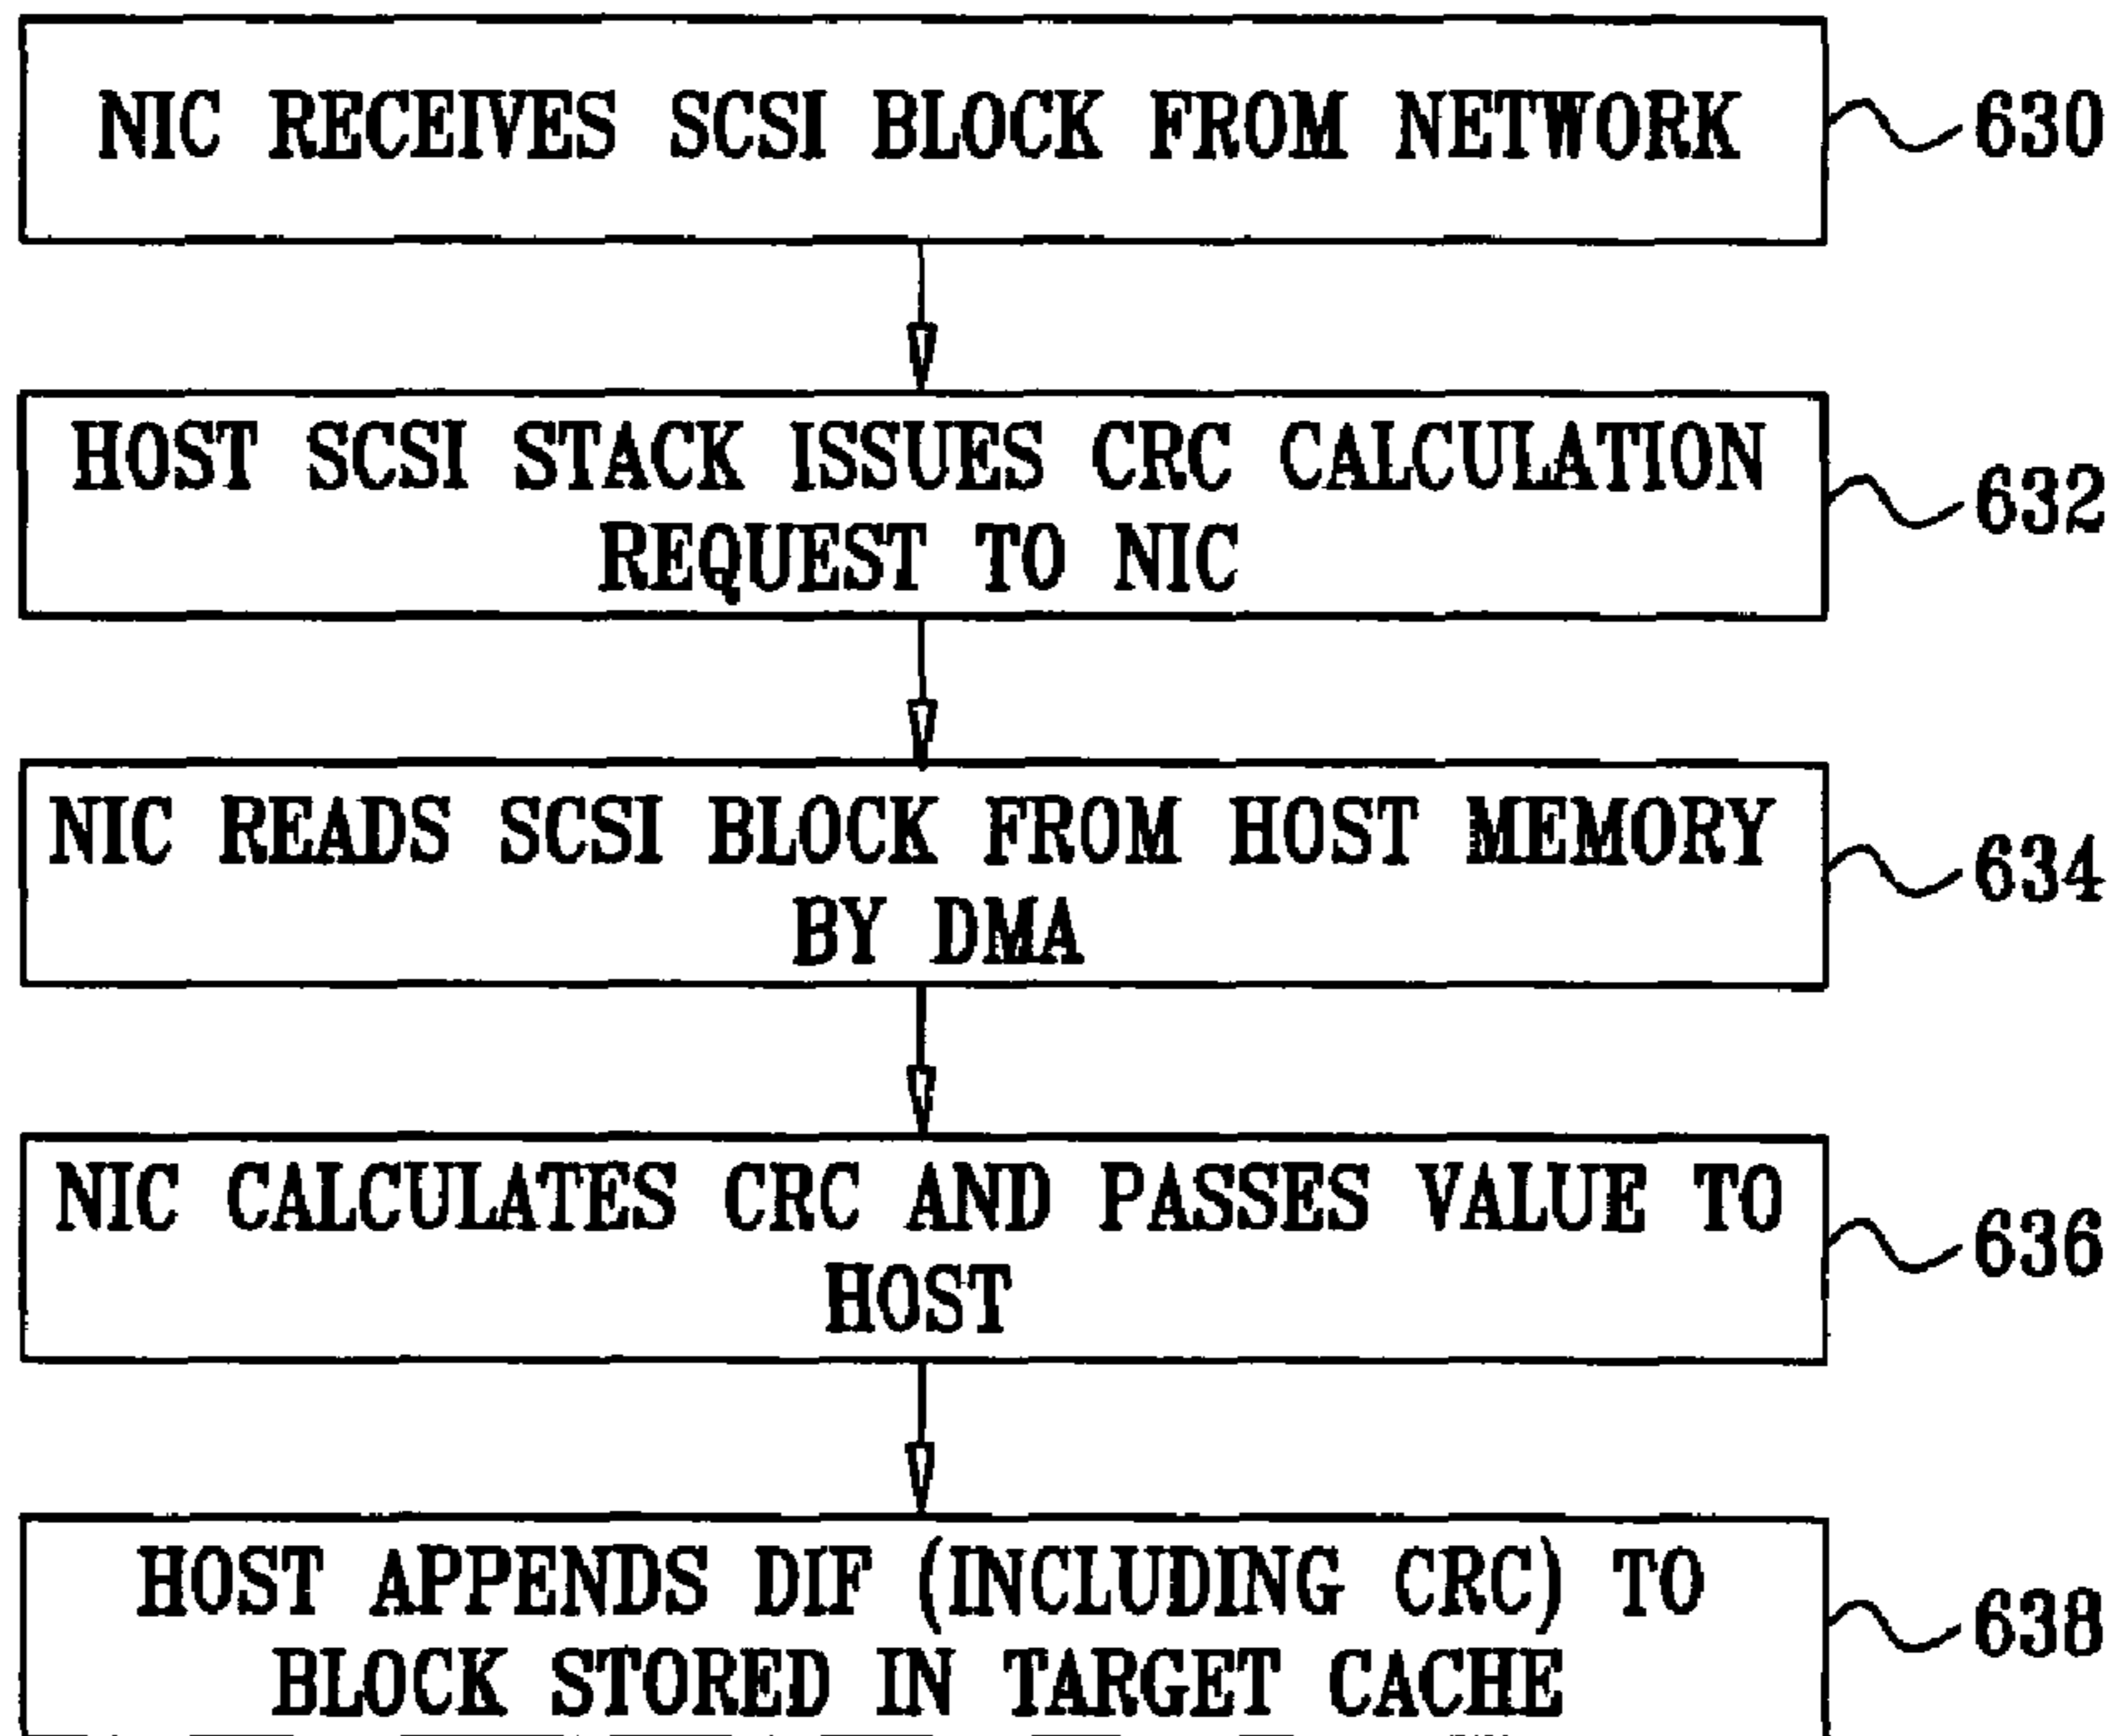 NIC RECEIVES SCSI BLOCK FROM NETWORK
630
HOST SCSI STACK ISSUES CRC CALCULATION
REQUEST TO NIC
632
NIC READS SCSI BLOCK FROM HOST MEMORY
BY DMA
634
NIC CALCULATES CRC AND PASSES VALUE TO
HOST
636
HOST APPENDS DIF (INCLUDING CRC) TO
BLOCK STORED IN TARGET CACHE
638